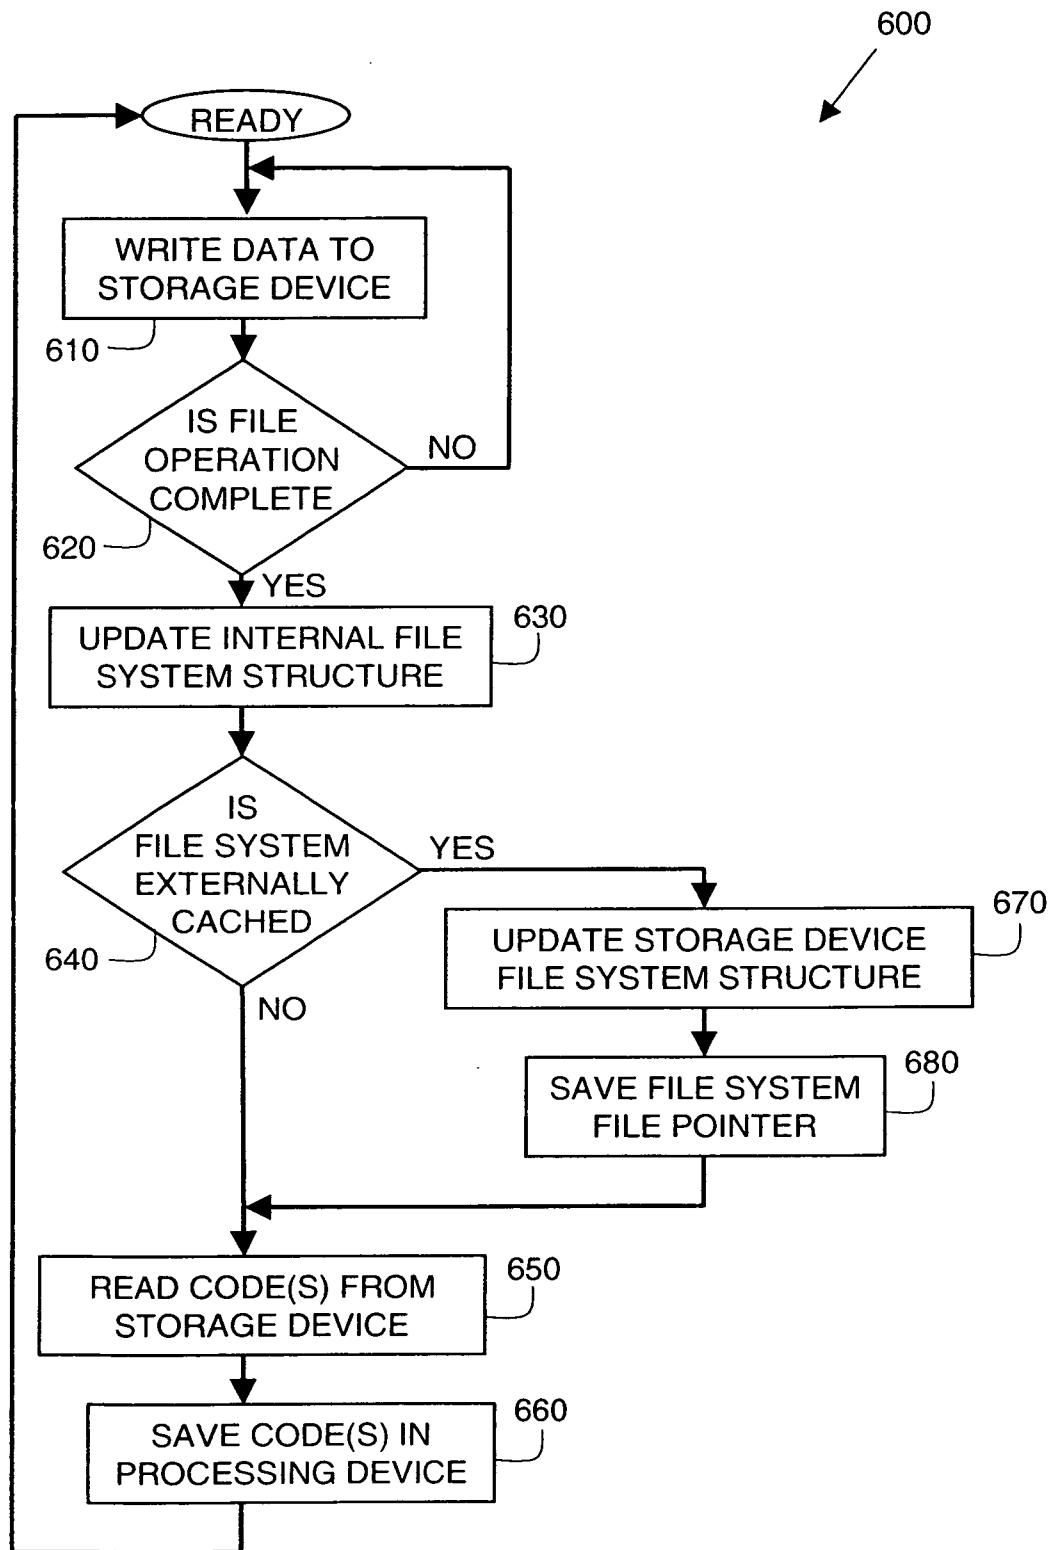 600
READY
WRITE DATA TO
STORAGE DEVICE
610
IS FILE
OPERATION
COMPLETE
NO
620
YES
UPDATE INTERNAL FILE
SYSTEM STRUCTURE
630
IS
FILE SYSTEM
EXTERNALLY
CACHED
YES
640
NO
670
UPDATE STORAGE DEVICE
FILE SYSTEM STRUCTURE
680
SAVE FILE SYSTEM
FILE POINTER
READ CODE(S) FROM
STORAGE DEVICE
650
SAVE CODE(S) IN
PROCESSING DEVICE
660